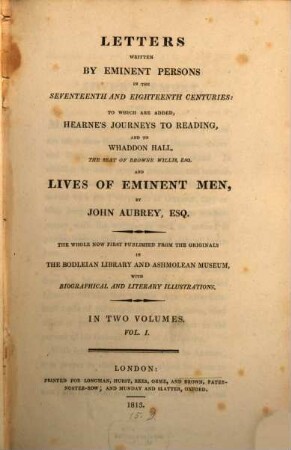 LETTERS
WRITTEN
BY EMINENT PERSONS
IN THE
SEVENTEENTH AND EIGHTEENTH CENTURIES:
TO WHICH ARE ADDED,
HEARNE'S JOURNEYS TO READING,
AND TO
WHADDON HALL,
THE SEAT OF BROWNE WILLIS, ESQ.
AND
LIVES OF EMINENT MEN,
BY
JOHN AUBREY, ESQ.
THE WHOLE NOW FIRST PUBLISHED FROM THE ORIGINALS
IN
THE BODLEIAN LIBRARY AND ASHMOLEAN MUSEUM,
WITH
BIOGRAPHICAL AND LITERARY ILLUSTRATIONS.
IN TWO VOLUMES.
VOL. I.
LONDON:
PRINTED FOR LONGMAN, HURST, REES, ORME, AND BROWN, PATER-
NOSTER-ROW; AND MUNDAY AND SLATTER, OXFORD.
1813.